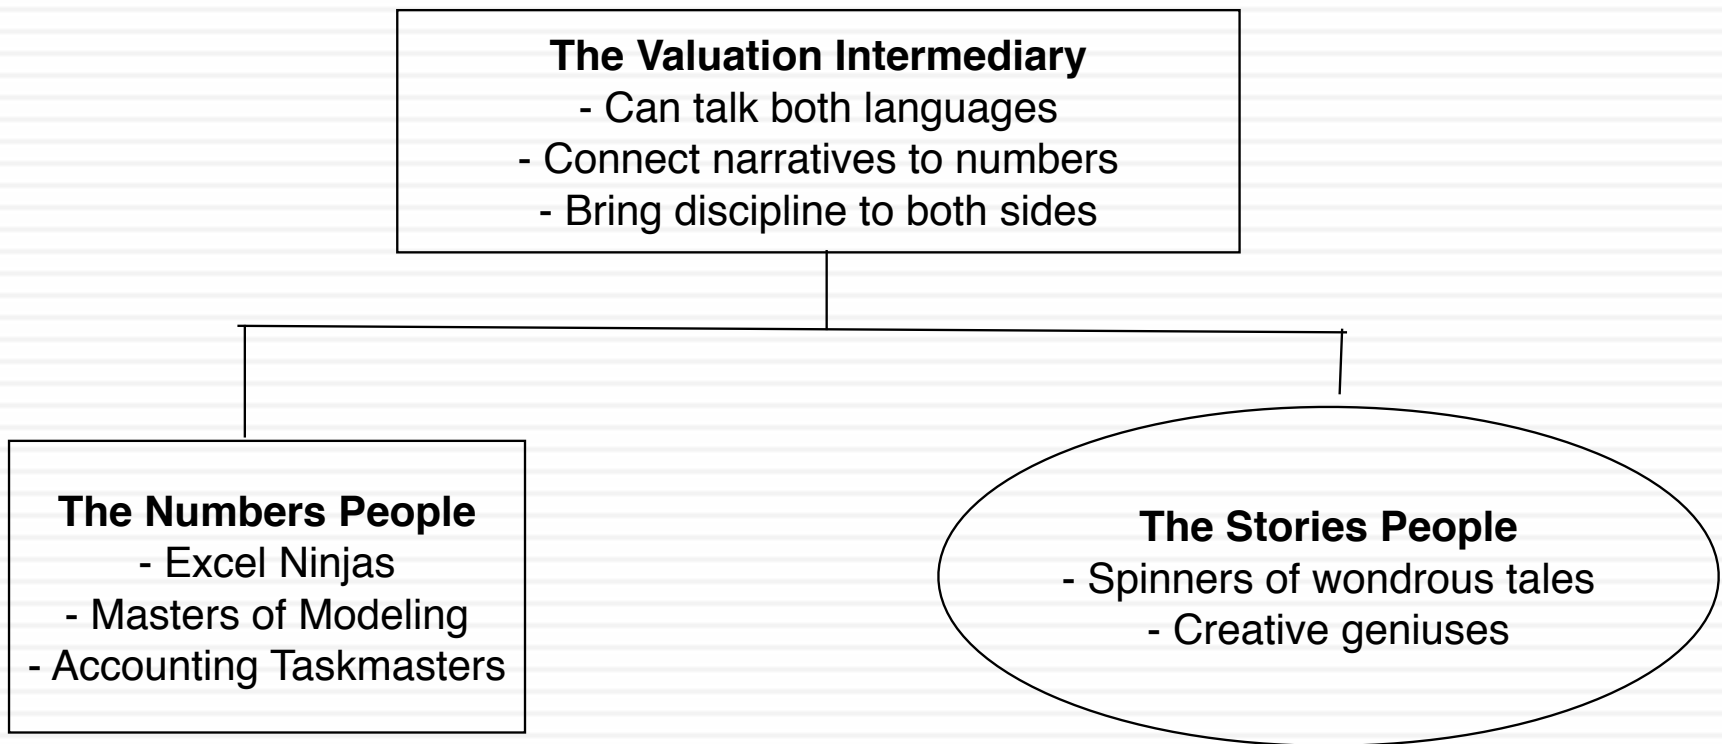 The Valuation Intermediary
- Can talk both languages
- Connect narratives to numbers
- Bring discipline to both sides
The Numbers People
- Excel Ninjas
- Masters of Modeling
- Accounting Taskmasters
The Stories People
- Spinners of wondrous tales
- Creative geniuses